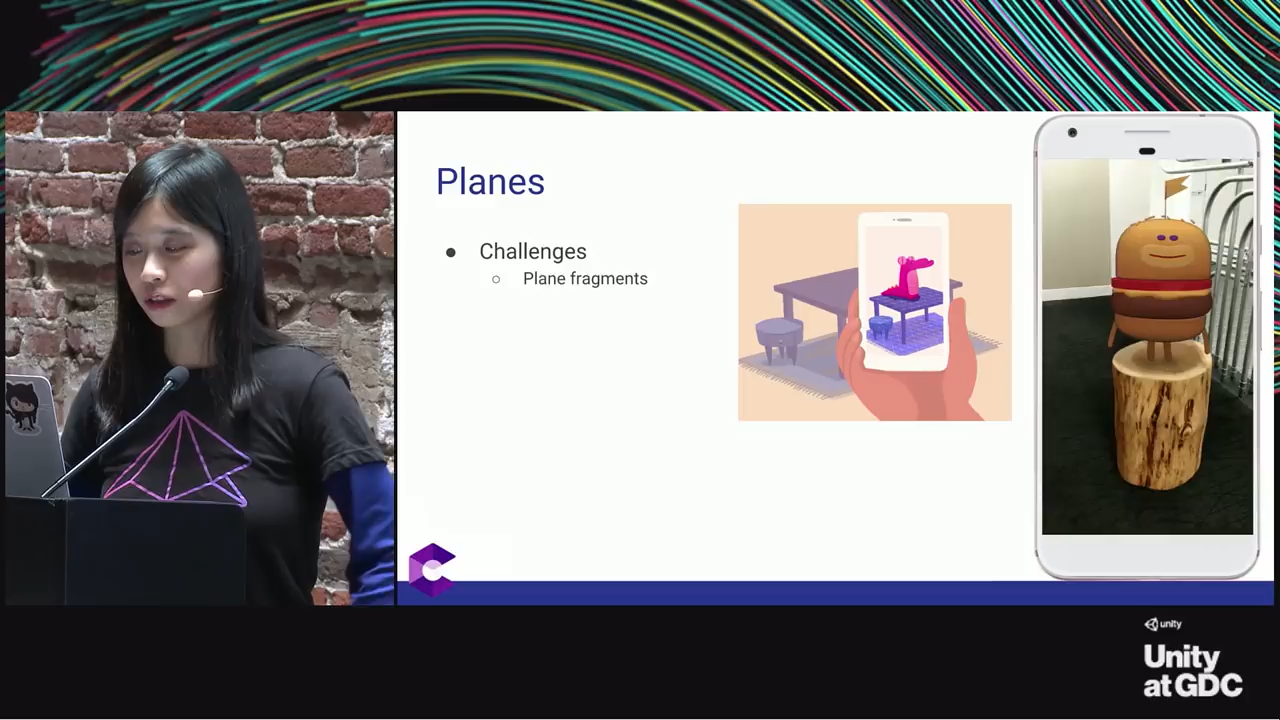 Planes
Challenges
Plane fragments
unity
Unity
at GDC